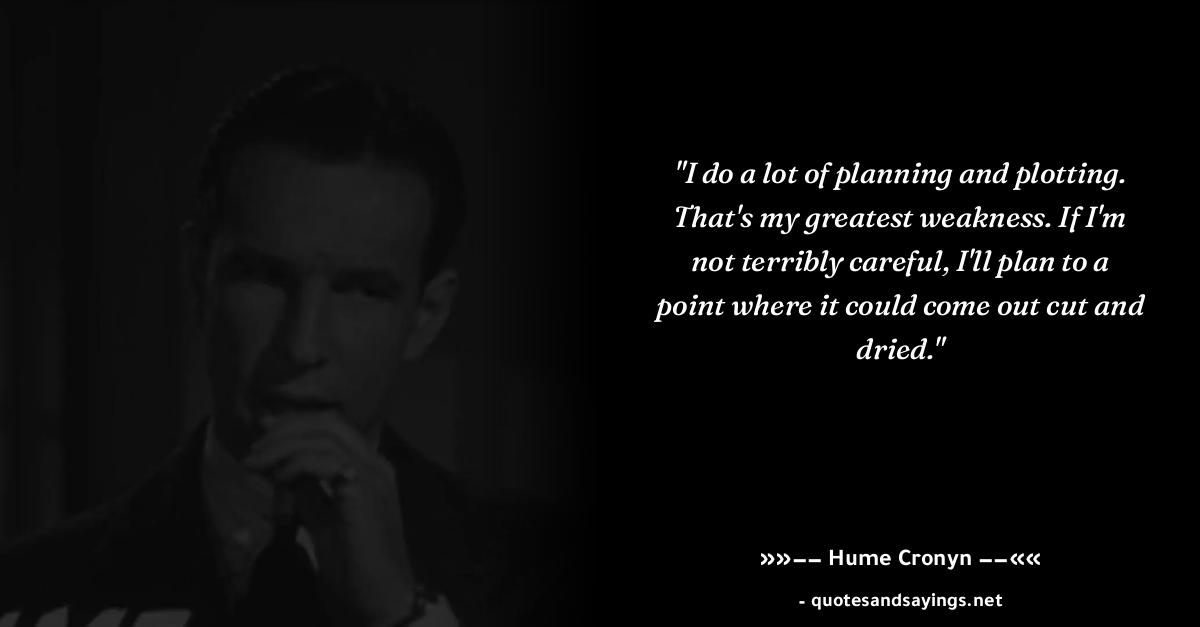 "I do a lot of planning and plotting.
That's my greatest weakness. If I'm
not terribly careful, I'll plan to a
point where it could come out cut and
dried."
»»−− Hume Cronyn −−««
- quotesandsayings.net